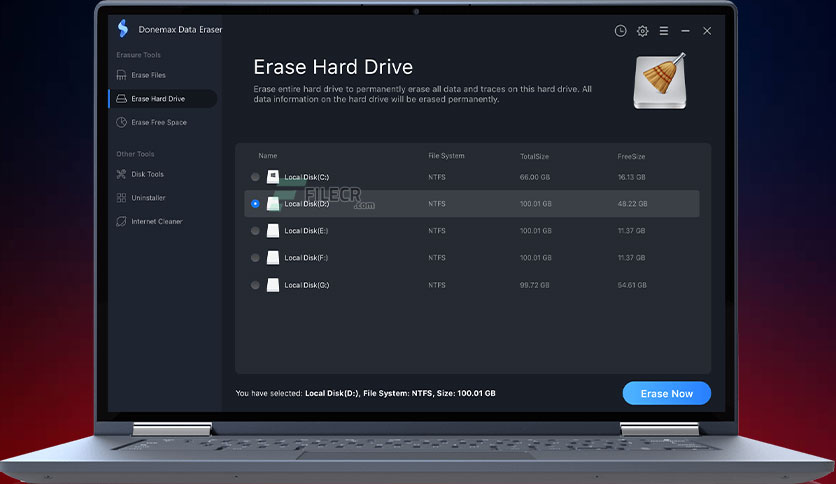 Donemax Data Eraser
Erasure Tools
Erase Files
Erase Hard Drive
Erase Free Space
Other Tools
Disk Tools
Uninstaller
Internet Cleaner
Erase Hard Drive
Erase entire hard drive to permanently erase all data and traces on this hard drive. All
data information on the hard drive will be erased permanently.
Name File System TotalSize FreeSize
Local Disk(C:) NTFS 66.00 GB 16.13 GB
Local Disk(D:) NTFS 100.01 GB 48.22 GB
FILECR
.com
Local Disk(E:) NTFS 100.01 GB 11.37 GB
Local Disk(F:) NTFS 100.01 GB 11.37 GB
Local Disk(G:) NTFS 99.72 GB 54.61 GB
You have selected: Local Disk(D:), File System: NTFS, Size: 100.01 GB
Erase Now